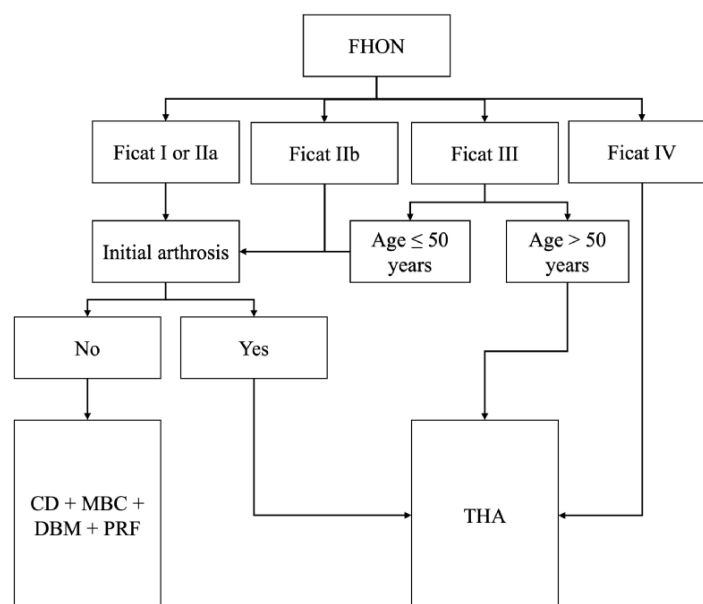 FHON
Ficat I or IIa
Ficat IIb
Ficat III
Ficat IV
Initial arthrosis
Age ≤ 50
years
Age > 50
years
No
Yes
CD + MBC +
DBM + PRF
THA